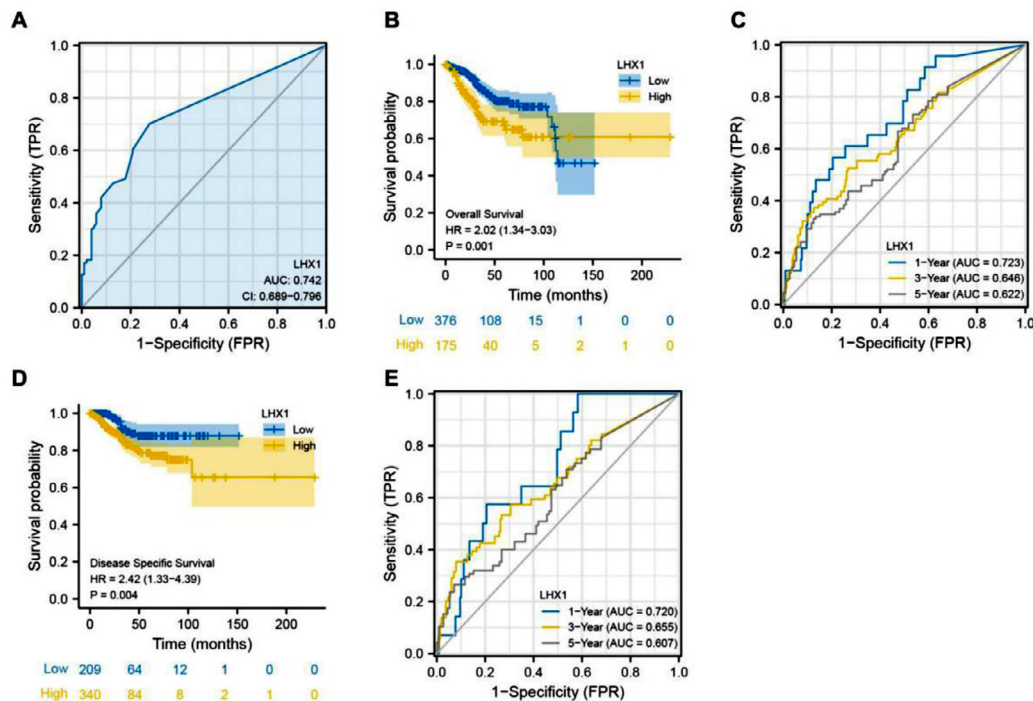 A
Sensitivity (TPR)
1.0
0.8
0.6
0.4
0.2
0.0
LHX1
AUC: 0.742
CI: 0.689−0.796
0.0 0.2 0.4 0.6 0.8 1.0
1−Specificity (FPR)
B
Survival probability
1.0
0.8
0.6
0.4
0.2
0.0
LHX1
Low
High
Overall Survival
HR = 2.02 (1.34−3.03)
P = 0.001
0 50 100 150 200
Time (months)
Low 376 108 15 1 0 0
High 175 40 5 2 1 0
C
Sensitivity (TPR)
1.0
0.8
0.6
0.4
0.2
0.0
LHX1
1−Year (AUC = 0.723)
3−Year (AUC = 0.646)
5−Year (AUC = 0.622)
0.0 0.2 0.4 0.6 0.8 1.0
1−Specificity (FPR)
D
Survival probability
1.0
0.8
0.6
0.4
0.2
0.0
LHX1
Low
High
Disease Specific Survival
HR = 2.42 (1.33−4.39)
P = 0.004
0 50 100 150 200
Time (months)
Low 209 64 12 1 0 0
High 340 84 8 2 1 0
E
Sensitivity (TPR)
1.0
0.8
0.6
0.4
0.2
0.0
LHX1
1−Year (AUC = 0.720)
3−Year (AUC = 0.655)
5−Year (AUC = 0.607)
0.0 0.2 0.4 0.6 0.8 1.0
1−Specificity (FPR)